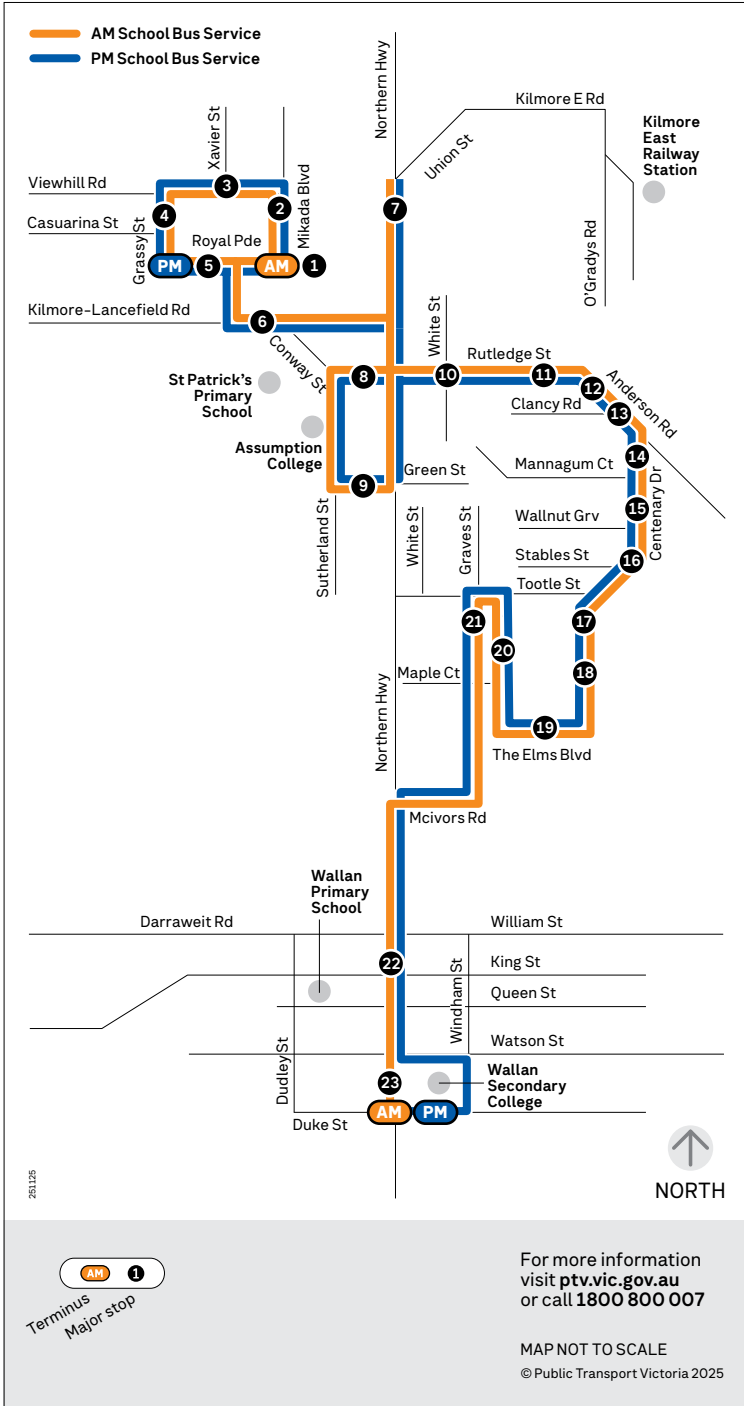 AM School Bus Service
PM School Bus Service
Northern Hwy
Kilmore E Rd
Union St
Kilmore
East
Railway
Station
O'Gradys Rd
Xavier St
Viewhill Rd
3
Casuarina St
4
2
7
Mikada Blvd
Grassy St
Royal Pde
PM
5
AM
1
Kilmore-Lancefield Rd
6
Conway St
White St
Rutledge St
8
10
11
12
Anderson Rd
St Patrick's
Primary
School
Clancy Rd
13
Assumption
College
Green St
Mannagum Ct
14
9
Centenary Dr
Sutherland St
White St
Graves St
Wallnut Grv
15
Stables St
16
Tootle St
21
17
20
Maple Ct
18
Northern Hwy
19
The Elms Blvd
Mcivors Rd
Wallan
Primary
School
Darraweit Rd
William St
22
King St
Windham St
Queen St
Watson St
Dudley St
23
Wallan
Secondary
College
AM
PM
Duke St
251125
NORTH
AM
1
Terminus
Major stop
For more information
visit ptv.vic.gov.au
or call 1800 800 007
MAP NOT TO SCALE
© Public Transport Victoria 2025